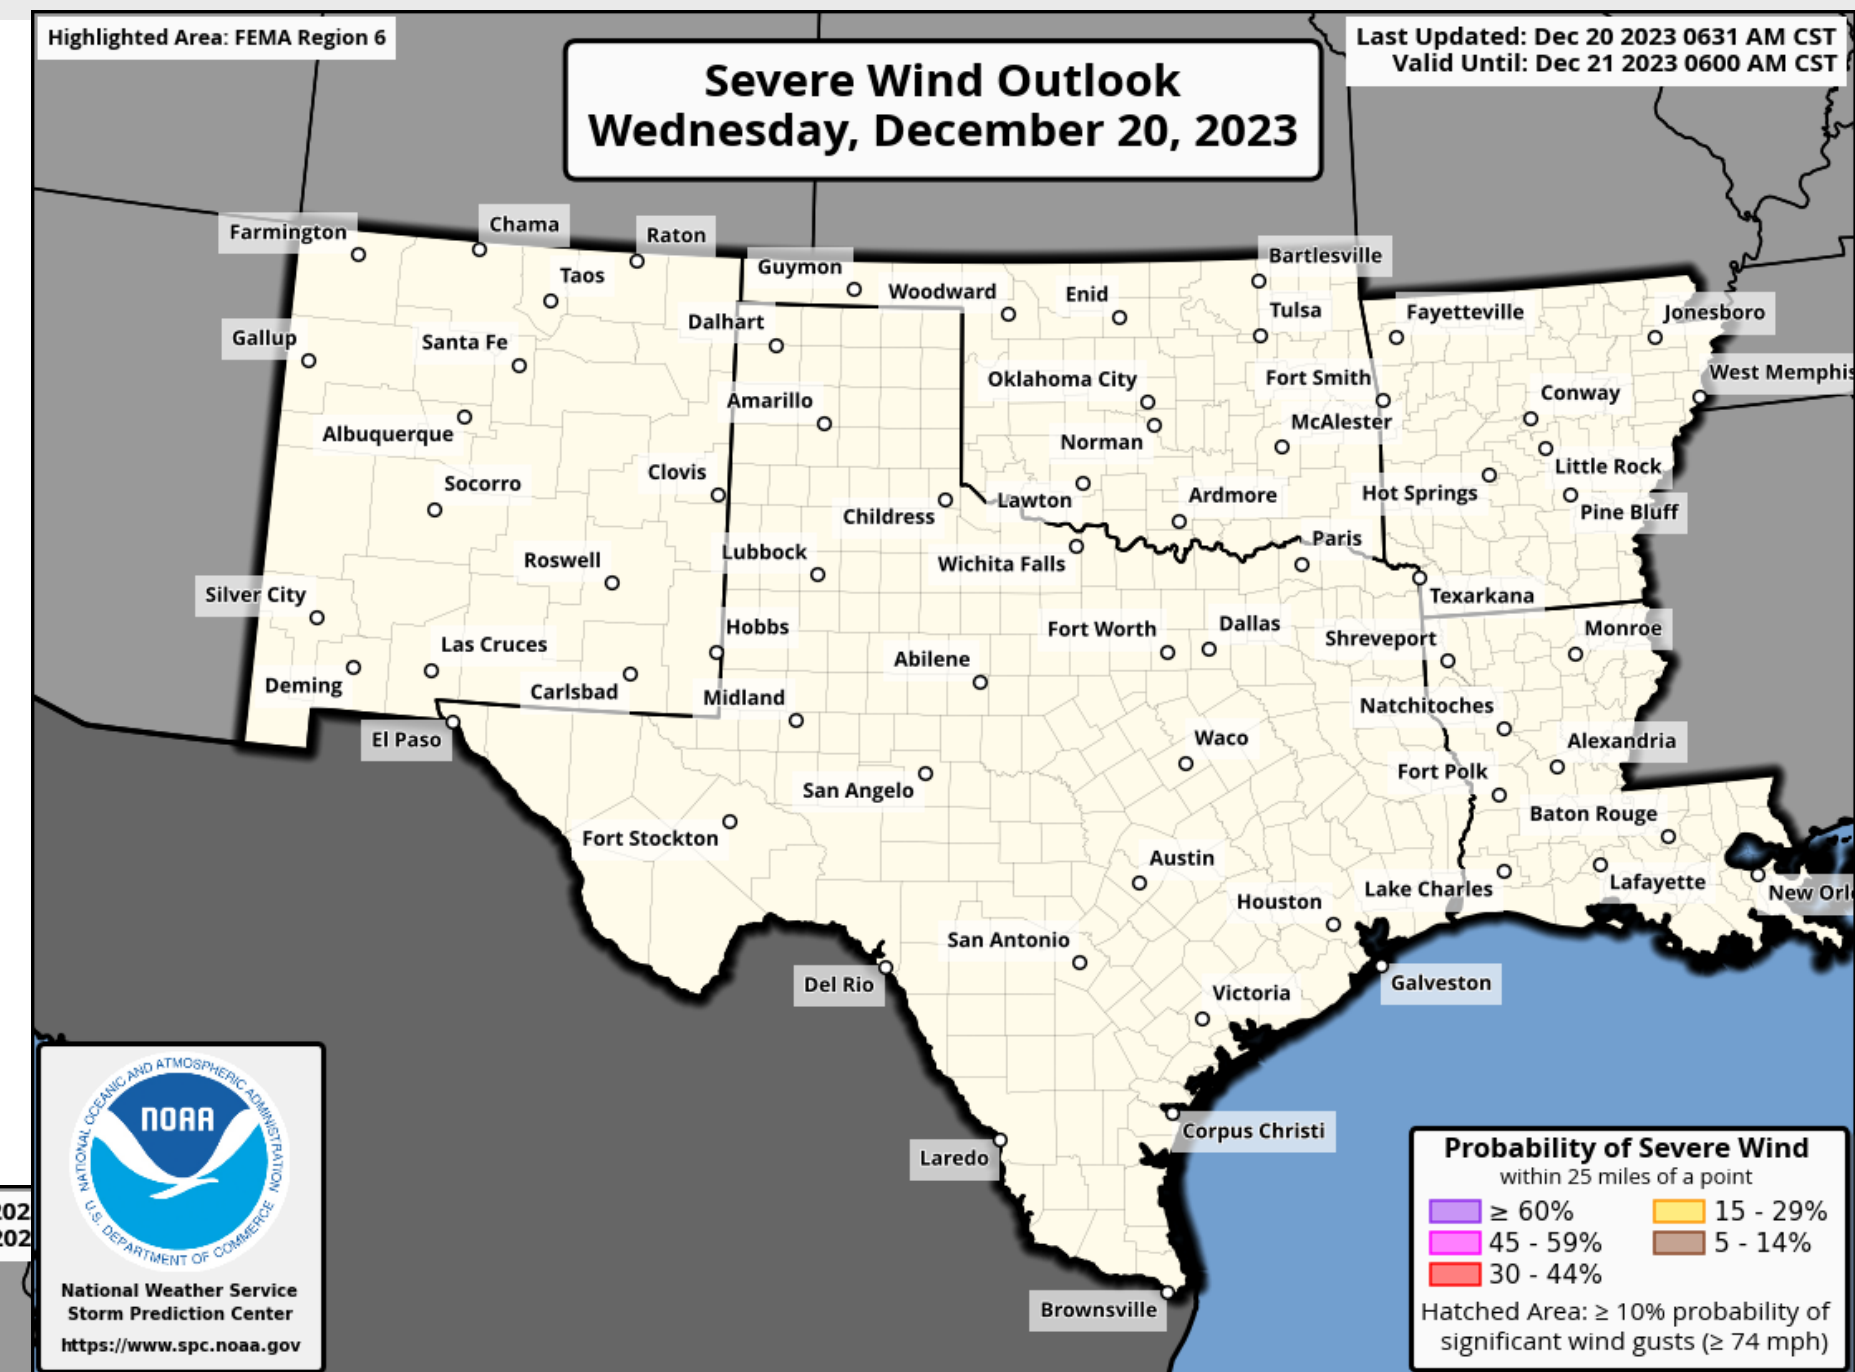 Highlighted Area: FEMA Region 6
Severe Wind Outlook
Wednesday, December 20, 2023
Last Updated: Dec 20 2023 0631 AM CST
Valid Until: Dec 21 2023 0600 AM CST
Farmington
Chama
Raton
Taos
Guymon
Woodward
Enid
Bartlesville
Tulsa
Fayetteville
Jonesboro
Gallup
Santa Fe
Dalhart
Oklahoma City
Fort Smith
West Memphis
Conway
Amarillo
Albuquerque
Norman
McAlester
Little Rock
Clovis
Socorro
Childress
Lawton
Ardmore
Hot Springs
Pine Bluff
Roswell
Lubbock
Wichita Falls
Paris
Silver City
Texarkana
Las Cruces
Hobbs
Fort Worth
Dallas
Shreveport
Monroe
Deming
Carlsbad
Midland
Abilene
Natchitoches
El Paso
Waco
Alexandria
San Angelo
Fort Polk
Fort Stockton
Baton Rouge
Austin
Houston
Lake Charles
Lafayette
New Orl
San Antonio
Del Rio
Victoria
Galveston
Corpus Christi
Laredo
Brownsville
202
202
NATIONAL OCEANIC AND ATMOSPHERIC ADMINISTRATION
NOAA
U.S. DEPARTMENT OF COMMERCE
National Weather Service
Storm Prediction Center
https://www.spc.noaa.gov
Probability of Severe Wind
within 25 miles of a point
≥ 60% 15 - 29%
45 - 59% 5 - 14%
30 - 44%
Hatched Area: ≥ 10% probability of
significant wind gusts (≥ 74 mph)